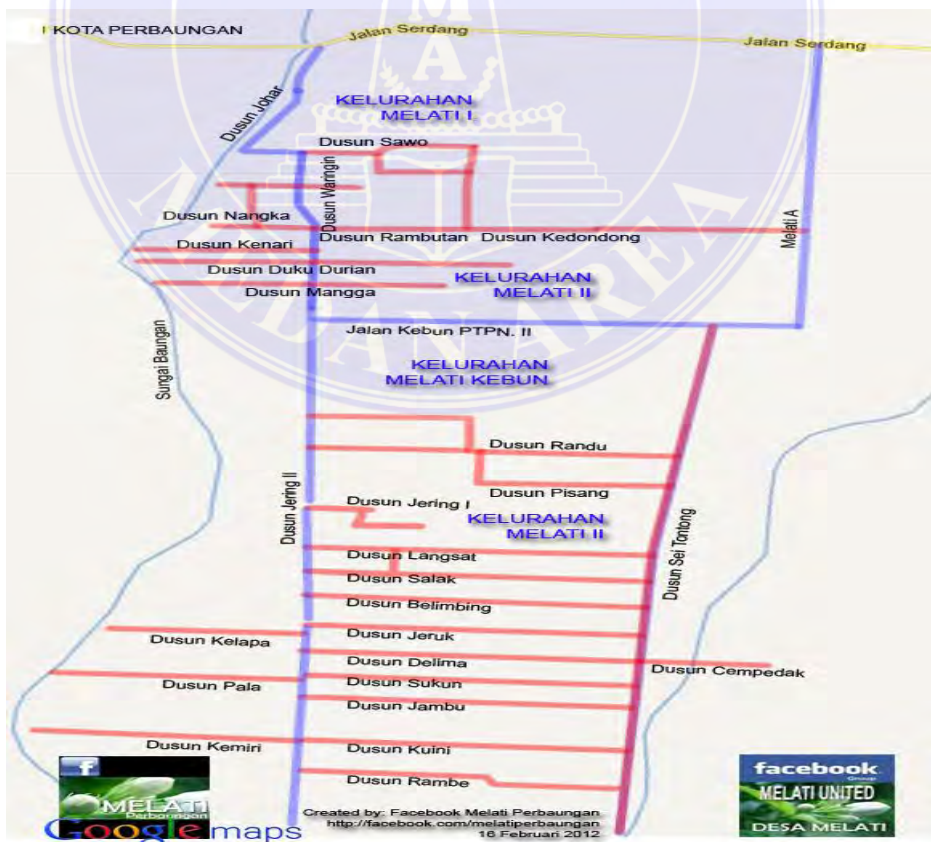 I KOTA PERBAUNGAN
Jalan Serdang
Jalan Serdang
Dusun Johar
KELURAHAN
MELATI I
Dusun Sawo
Dusun Waringin
Dusun Nangka
Dusun Rambutan
Dusun Kedondong
Melati A
Dusun Kenari
Dusun Duku Durian
KELURAHAN
MELATI II
Dusun Mangga
Jalan Kebun PTPN. II
Sungai Baungan
KELURAHAN
MELATI KEBUN
Dusun Randu
Dusun Pisang
Dusun Jering II
Dusun Jering I
KELURAHAN
MELATI II
Dusun Sei Tontong
Dusun Langsat
Dusun Salak
Dusun Belimbing
Dusun Kelapa
Dusun Jeruk
Dusun Delima
Dusun Cempedak
Dusun Pala
Dusun Sukun
Dusun Jambu
Dusun Kemiri
Dusun Kuini
Dusun Rambe
f
MELATI
Perbaungan
Google maps
Created by: Facebook Melati Perbaungan
http://facebook.com/melatiperbaungan
16 Februari 2012
facebook
Group
MELATI UNITED
DESA MELATI
M
A
MEDAN AREA